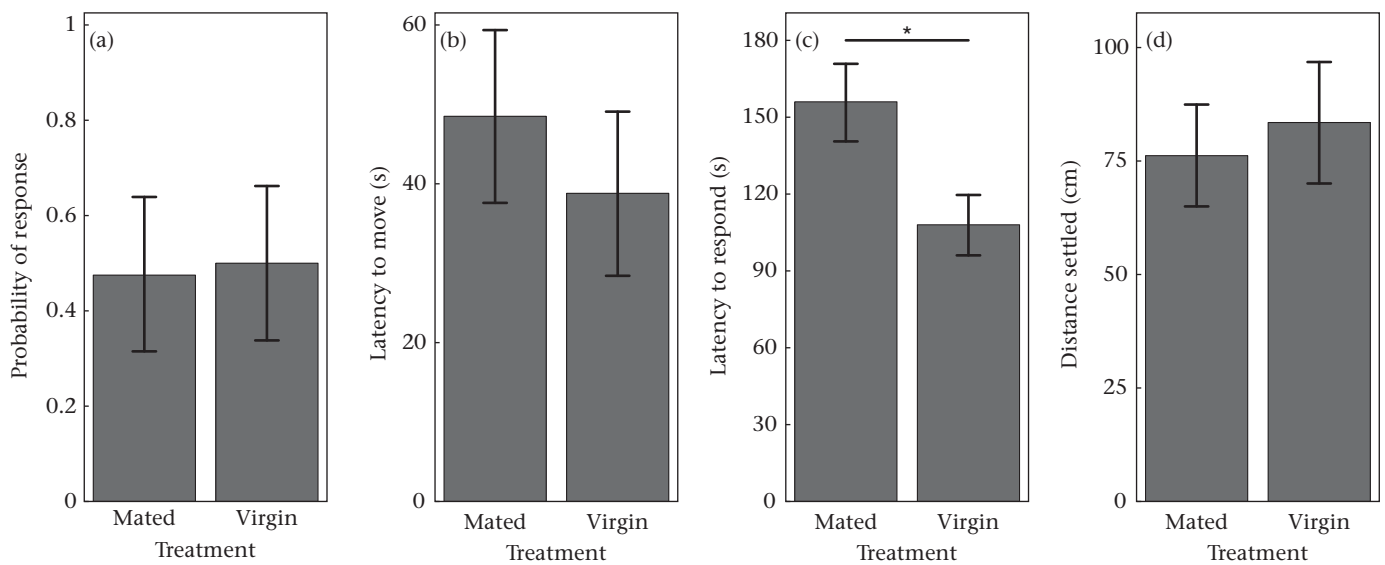 (a)
Probability of response
1
0.8
0.6
0.4
0.2
0
Mated Virgin
Treatment
(b)
Latency to move (s)
60
40
20
0
Mated Virgin
Treatment
(c)
*
Latency to respond (s)
180
150
120
90
60
30
0
Mated Virgin
Treatment
(d)
Distance settled (cm)
100
75
50
25
0
Mated Virgin
Treatment